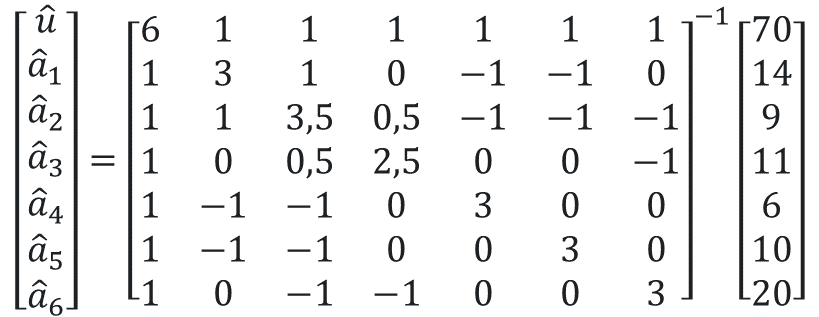 û 6 1 1 1 1 1 1 −1 70
â1 1 3 1 0 −1 −1 0 14
â2 1 1 3,5 0,5 −1 −1 −1 9
â3 = 1 0 0,5 2,5 0 0 −1 11
â4 1 −1 −1 0 3 0 0 6
â5 1 −1 −1 0 0 3 0 10
â6 1 0 −1 −1 0 0 3 20